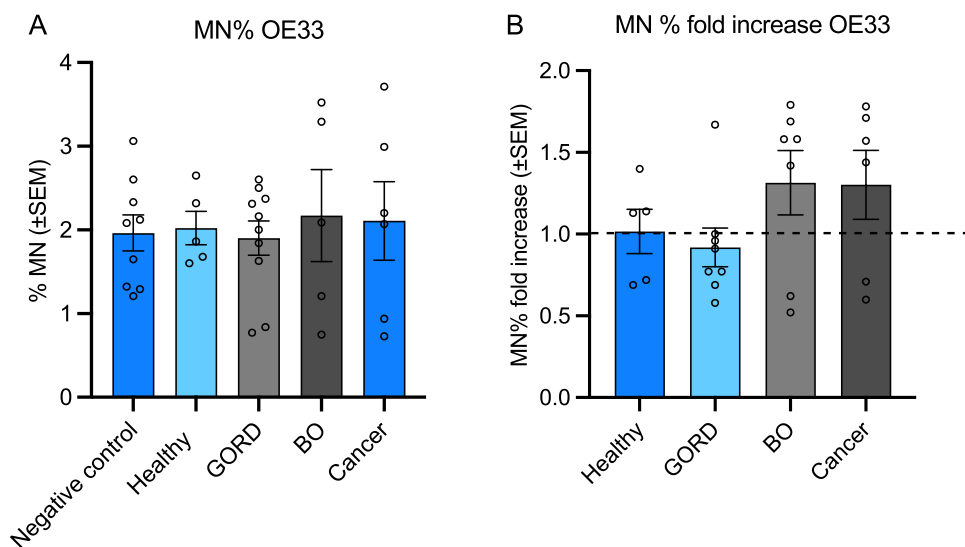 A
MN% OE33
% MN (±SEM)
4
3
2
1
0
Negative control
Healthy
GORD
BO
Cancer
B
MN % fold increase OE33
MN% fold increase (±SEM)
2.0
1.5
1.0
0.5
0.0
Healthy
GORD
BO
Cancer